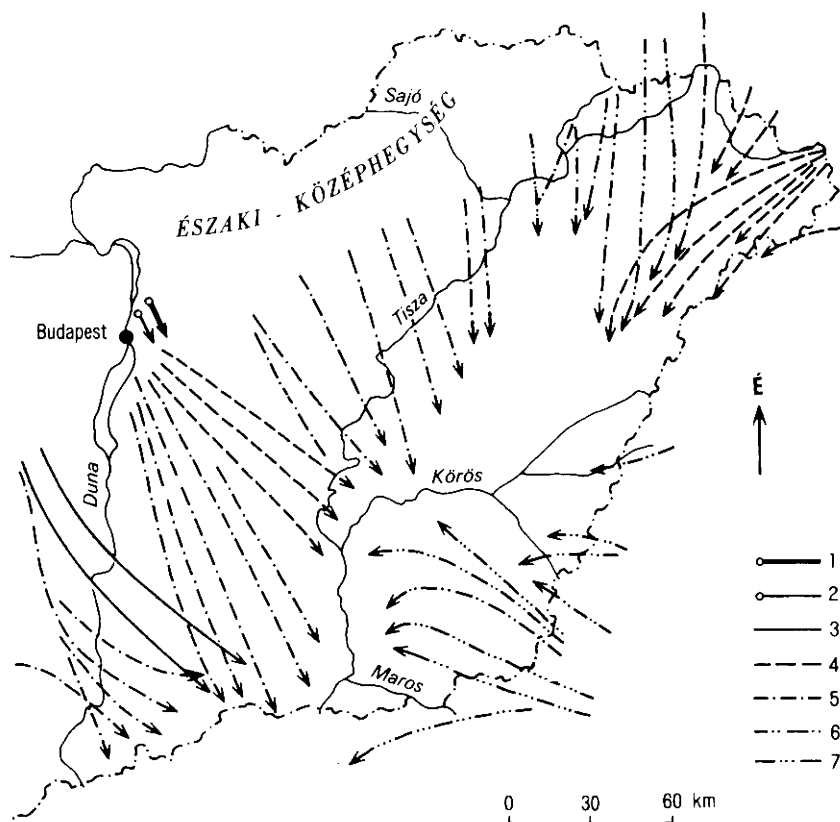 Sajó
ÉSZAKI - KÖZÉPHEGYSÉG
Tisza
Budapest
É
Duna
Körös
Maros
1
2
3
4
5
6
7
0 30 60 km